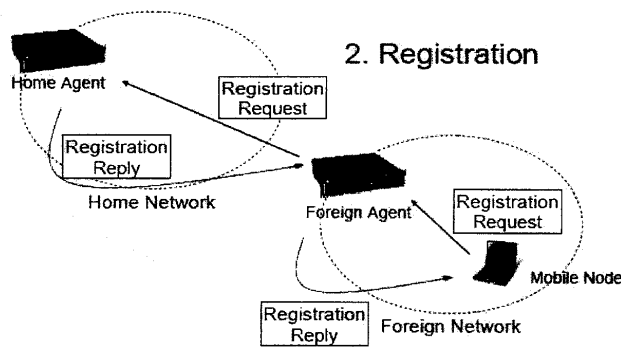 2. Registration
Home Agent
Registration
Request
Registration
Reply
Home Network
Foreign Agent
Registration
Request
Mobile Node
Registration
Reply
Foreign Network